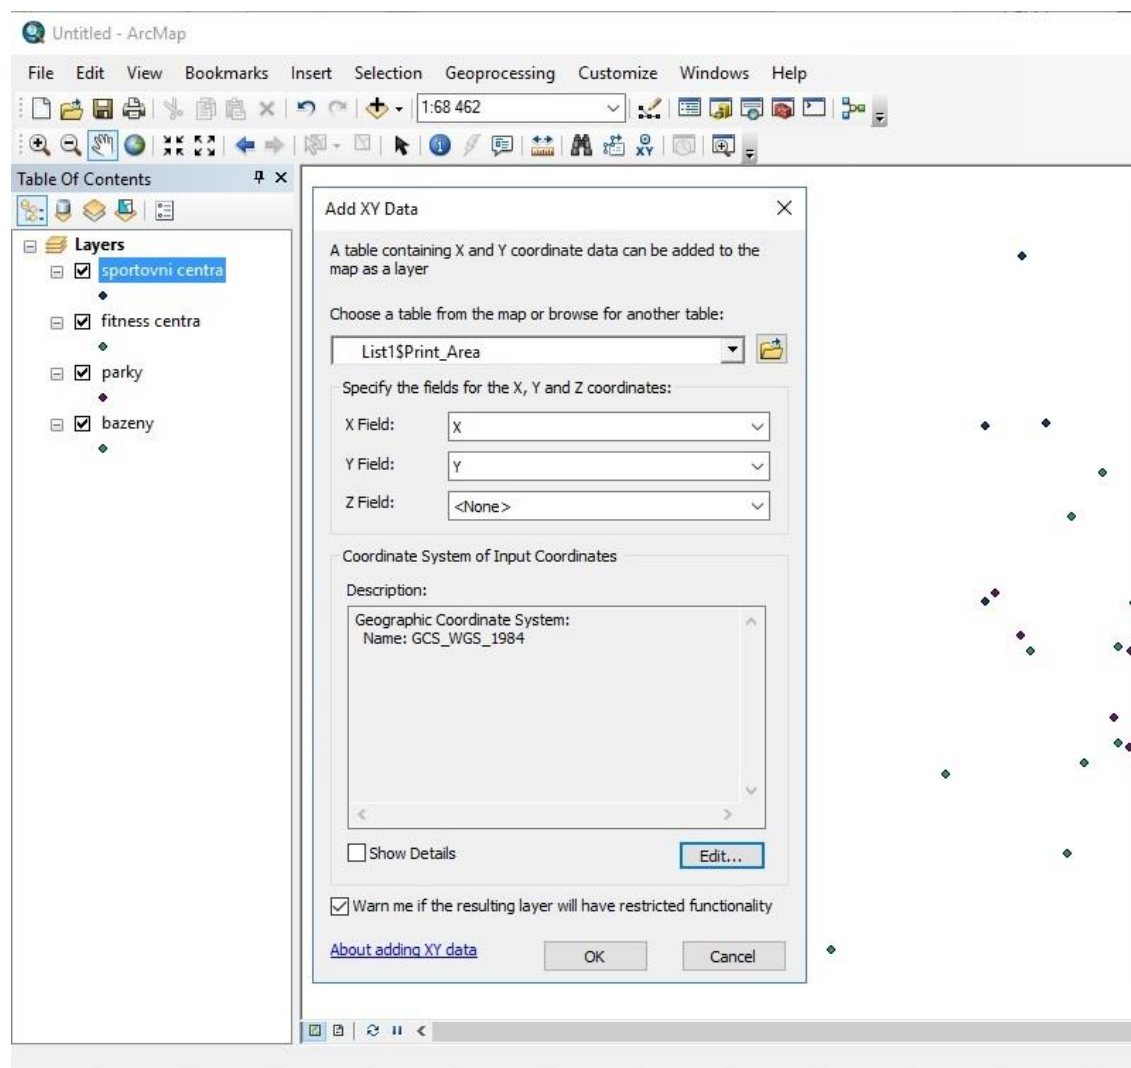 Untitled - ArcMap
File Edit View Bookmarks Insert Selection Geoprocessing Customize Windows Help
1:68 462
XY
Table Of Contents
Layers
sportovni centra
fitness centra
parky
bazeny
Add XY Data
A table containing X and Y coordinate data can be added to the
map as a layer
Choose a table from the map or browse for another table:
List1$Print_Area
Specify the fields for the X, Y and Z coordinates:
X Field: X
Y Field: Y
Z Field: <None>
Coordinate System of Input Coordinates
Description:
Geographic Coordinate System:
Name: GCS_WGS_1984
Show Details
Edit...
Warn me if the resulting layer will have restricted functionality
About adding XY data
OK
Cancel